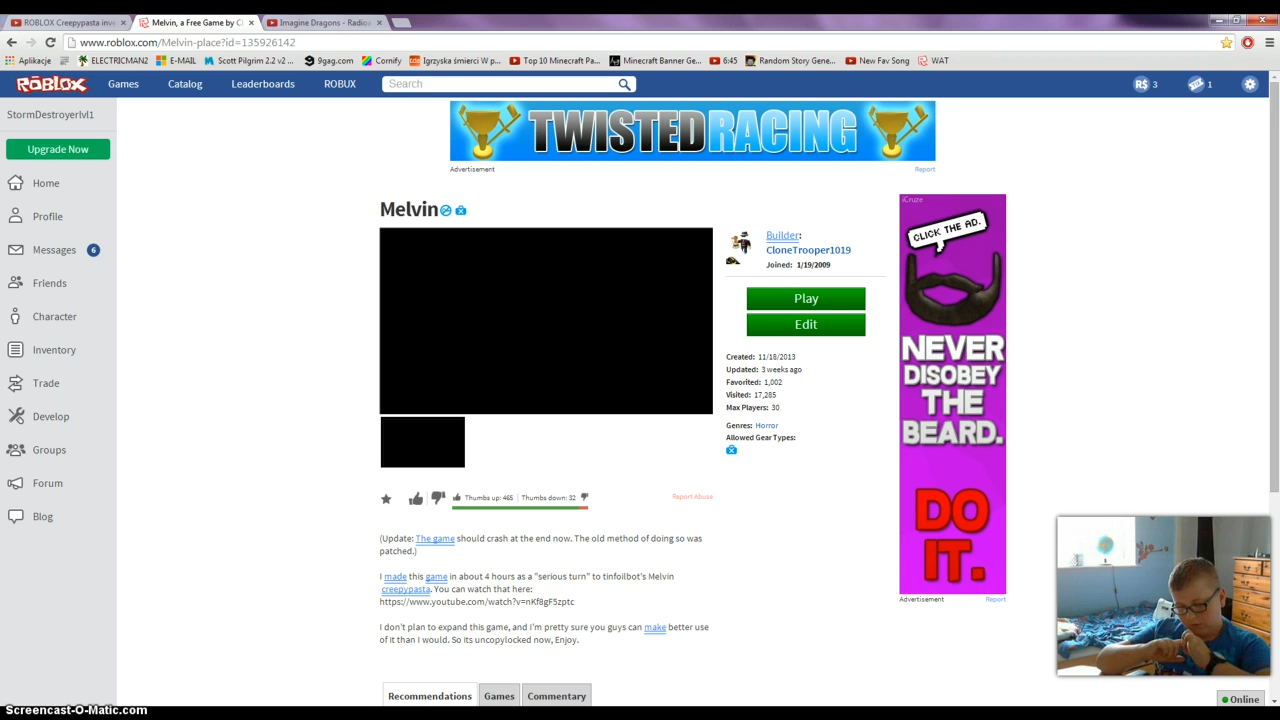 ROBLOX Creepypasta inve
Melvin, a Free Game by C
Imagine Dragons - Radioa
www.roblox.com/Melvin-place?id=135926142
Aplikacje
ELECTRICMAN2
E-MAIL
Scott Pilgrim 2.2 v2 ...
9gag.com
Cornify
Igrzyska śmierci W p...
Top 10 Minecraft Pa...
Minecraft Banner Ge...
6:45
Random Story Gene...
New Fav Song
WAT
ROBLOX
Games
Catalog
Leaderboards
ROBUX
Search
R$ 3
1
StormDestroyerlvl1
Upgrade Now
Home
Profile
Messages 6
Friends
Character
Inventory
Trade
Develop
Groups
Forum
Blog
TWISTEDRACING
Advertisement
Report
Melvin
Builder:
CloneTrooper1019
Joined: 1/19/2009
Play
Edit
Created: 11/18/2013
Updated: 3 weeks ago
Favorited: 1,002
Visited: 17,285
Max Players: 30
Genres: Horror
Allowed Gear Types:
Thumbs up: 465 | Thumbs down: 32
Report Abuse
(Update: The game should crash at the end now. The old method of doing so was
patched.)
I made this game in about 4 hours as a "serious turn" to tinfoilbot's Melvin
creepypasta. You can watch that here:
https://www.youtube.com/watch?v=nKf8gF5zptc
I don't plan to expand this game, and I'm pretty sure you guys can make better use
of it than I would. So its uncopylocked now, Enjoy.
Recommendations
Games
Commentary
iCruze
CLICK THE AD.
NEVER
DISOBEY
THE
BEARD.
DO
IT.
Advertisement
Report
Online
Screencast-O-Matic.com